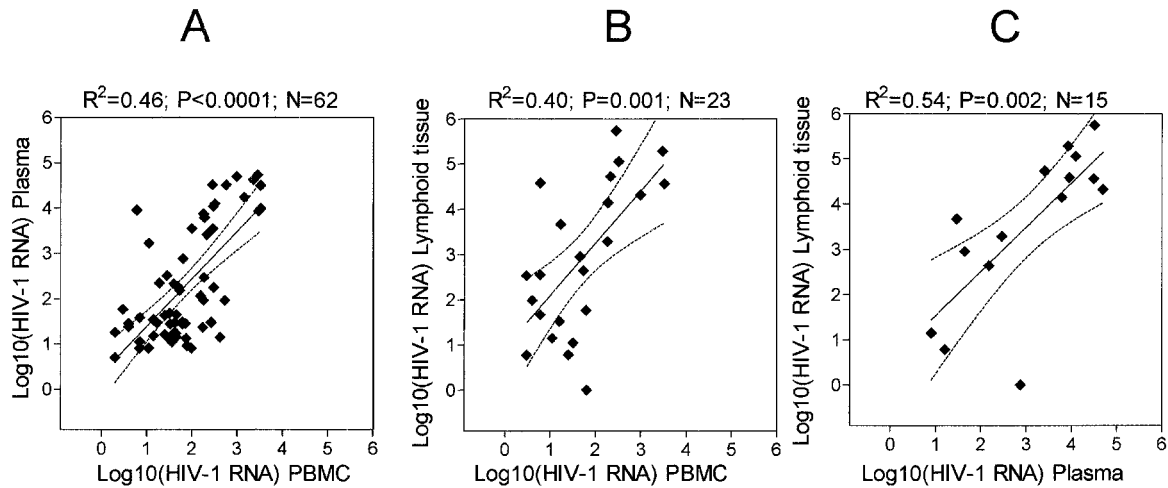 A
R²=0.46; P<0.0001; N=62
Log10(HIV-1 RNA) Plasma
6
5
4
3
2
1
0
0 1 2 3 4 5 6
Log10(HIV-1 RNA) PBMC
B
R²=0.40; P=0.001; N=23
Log10(HIV-1 RNA) Lymphoid tissue
6
5
4
3
2
1
0
0 1 2 3 4 5 6
Log10(HIV-1 RNA) PBMC
C
R²=0.54; P=0.002; N=15
Log10(HIV-1 RNA) Lymphoid tissue
6
5
4
3
2
1
0
0 1 2 3 4 5 6
Log10(HIV-1 RNA) Plasma